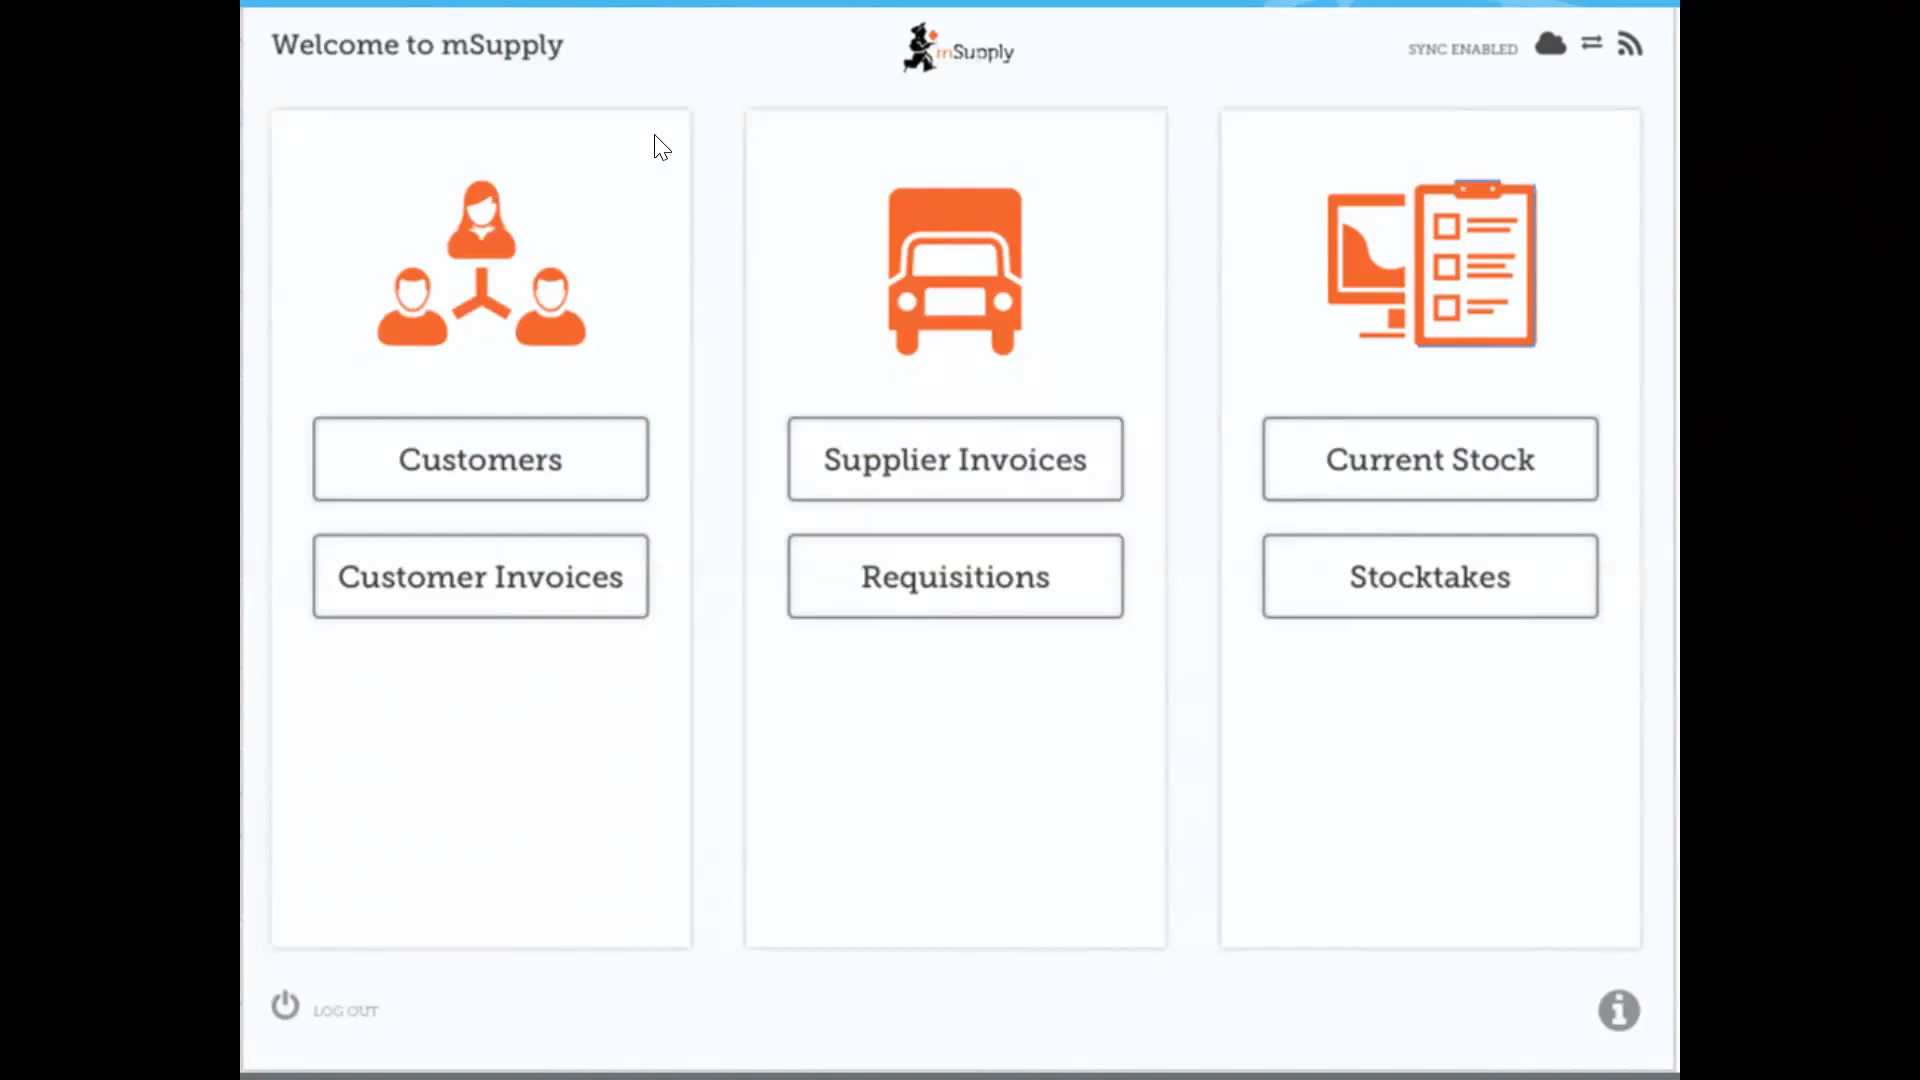 Welcome to mSupply
mSupply
SYNC ENABLED
Customers
Customer Invoices
Supplier Invoices
Requisitions
Current Stock
Stocktakes
LOG OUT